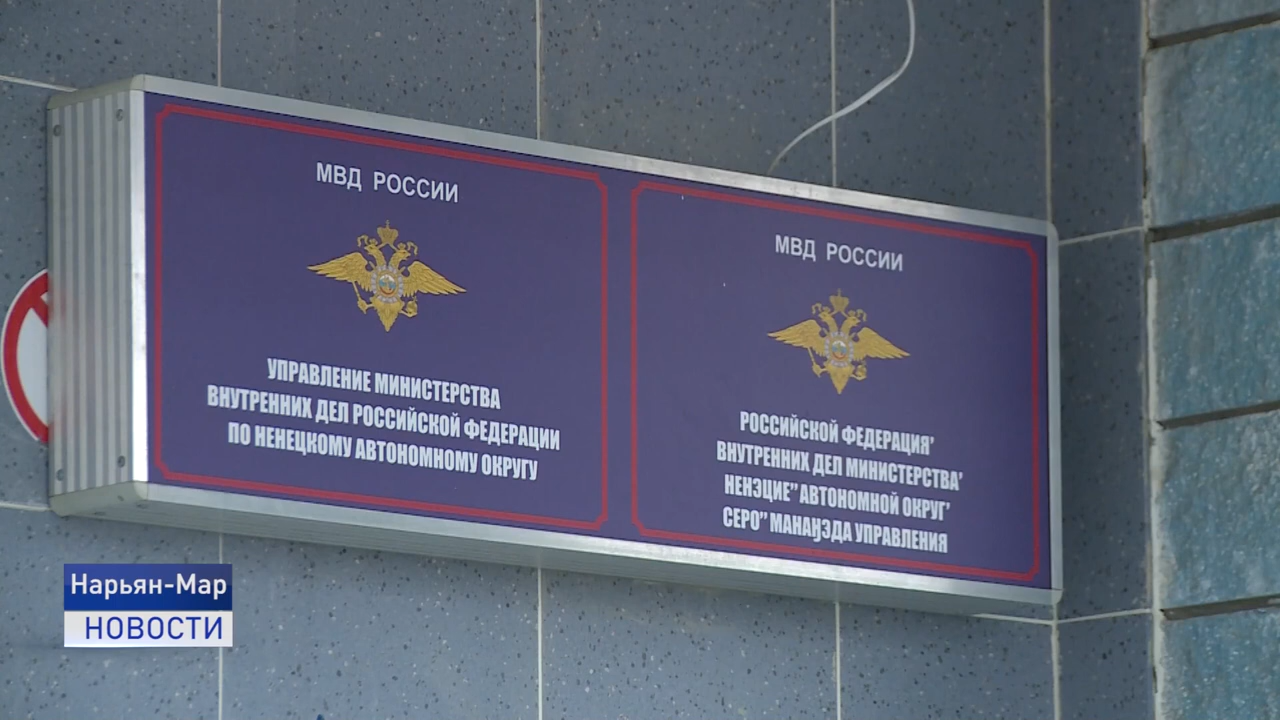 МВД РОССИИ
УПРАВЛЕНИЕ МИНИСТЕРСТВА
ВНУТРЕННИХ ДЕЛ РОССИЙСКОЙ ФЕДЕРАЦИИ
ПО НЕНЕЦКОМУ АВТОНОМНОМУ ОКРУГУ
МВД РОССИИ
РОССИЙСКОЙ ФЕДЕРАЦИЯ’
ВНУТРЕННИХ ДЕЛ МИНИСТЕРСТВА’
НЕНЭЦИЕ” АВТОНОМНОЙ ОКРУГ’
СЕРО” МАНАӇЭДА УПРАВЛЕНИЯ
Нарьян-Мар
НОВОСТИ